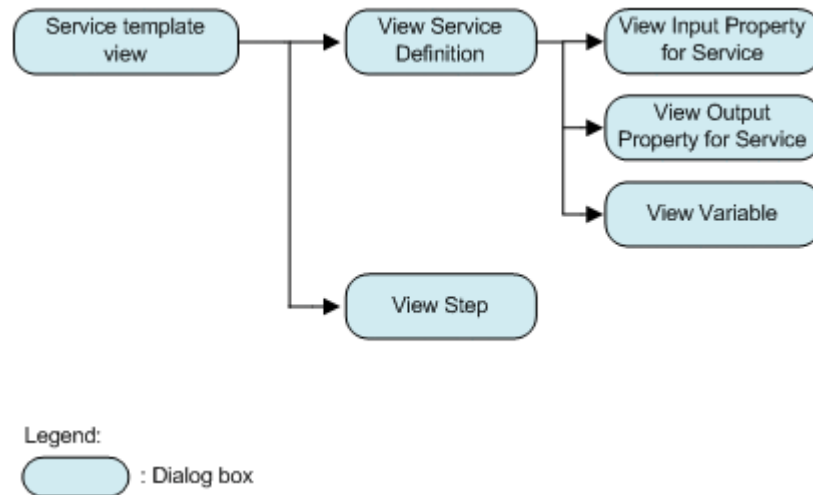 Service template
view
View Service
Definition
View Input Property
for Service
View Output
Property for Service
View Variable
View Step
Legend:
: Dialog box